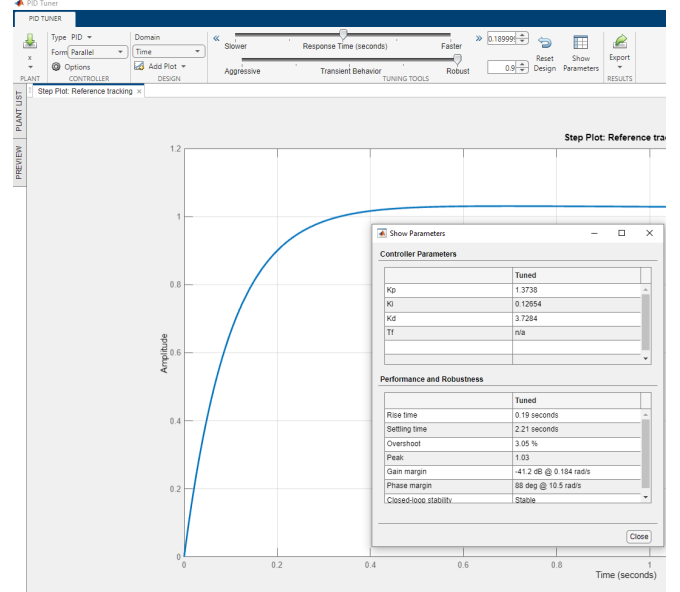 PID Tuner
PID TUNER
Type PID
Form Parallel
Options
Domain
Time
Add Plot
Slower
Response Time (seconds)
Faster
0.18999
Aggressive
Transient Behavior
Robust
0.9
Reset
Design
Show
Parameters
Export
x
PLANT
CONTROLLER
DESIGN
TUNING TOOLS
RESULTS
PLANT LIST
PREVIEW
Step Plot: Reference tracking ×
Step Plot: Reference tra
1.2
1
0.8
0.6
0.4
0.2
0
Amplitude
0
0.2
0.4
0.6
0.8
1
Time (seconds)
Show Parameters
Controller Parameters
Tuned
Kp 1.3738
Ki 0.12654
Kd 3.7284
Tf n/a
Performance and Robustness
Tuned
Rise time 0.19 seconds
Settling time 2.21 seconds
Overshoot 3.05 %
Peak 1.03
Gain margin -41.2 dB @ 0.184 rad/s
Phase margin 88 deg @ 10.5 rad/s
Closed-loop stability Stable
Close